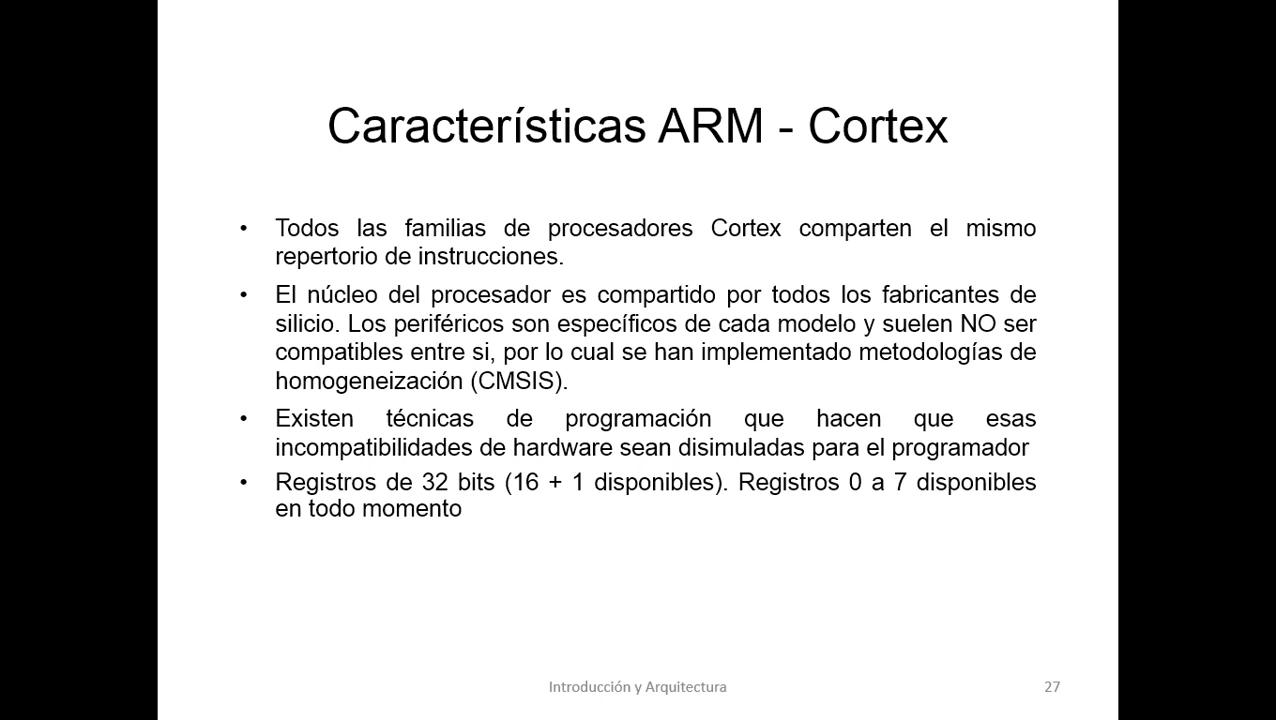 Características ARM - Cortex
• Todos las familias de procesadores Cortex comparten el mismo
repertorio de instrucciones.
• El núcleo del procesador es compartido por todos los fabricantes de
silicio. Los periféricos son específicos de cada modelo y suelen NO ser
compatibles entre si, por lo cual se han implementado metodologías de
homogeneización (CMSIS).
• Existen técnicas de programación que hacen que esas
incompatibilidades de hardware sean disimuladas para el programador
• Registros de 32 bits (16 + 1 disponibles). Registros 0 a 7 disponibles
en todo momento
Introducción y Arquitectura
27